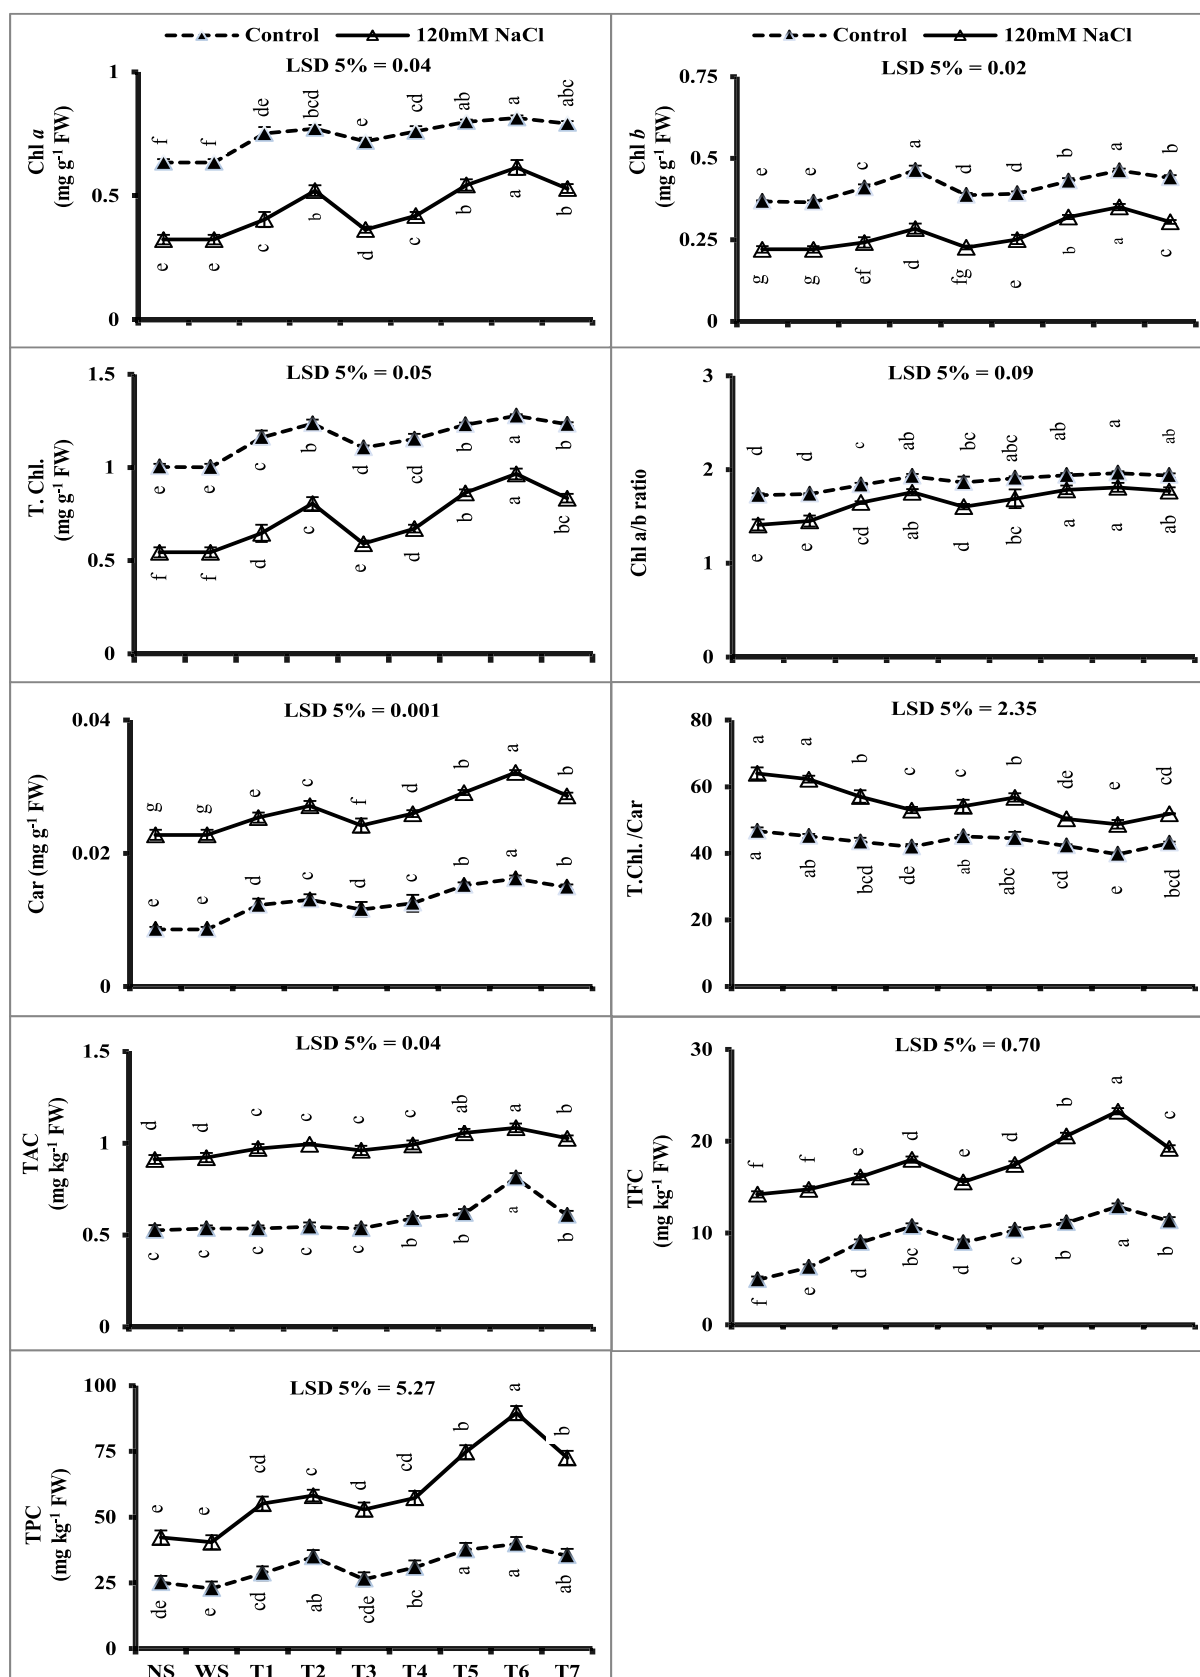 Control 120mM NaCl
LSD 5% = 0.04
Chl a
(mg g-1 FW)
1
0.5
0
f f de bcd e cd ab a abc
e e c b d c b a b
Control 120mM NaCl
LSD 5% = 0.02
Chl b
(mg g-1 FW)
0.75
0.5
0.25
0
e e c a d d b a b
g g ef d fg e b a c
LSD 5% = 0.05
T. Chl.
(mg g-1 FW)
1.5
1
0.5
0
e e c b d cd b a b
f f d c e d b a bc
LSD 5% = 0.09
Chl a/b ratio
3
2
1
0
d d c ab bc abc ab a ab
e e cd ab d bc a a ab
LSD 5% = 0.001
Car (mg g-1 FW)
0.04
0.02
0
g g e c f d b a b
e e d c d c b a b
LSD 5% = 2.35
T.Chl. /Car
80
60
40
20
0
a a b c c b de e cd
a ab bcd de ab abc cd e bcd
LSD 5% = 0.04
TAC
(mg kg-1 FW)
1.5
1
0.5
0
d d c c c c ab a b
c c c c c b b a b
LSD 5% = 0.70
TFC
(mg kg-1 FW)
30
20
10
0
f f e d e d b a c
f e d bc d c b a b
LSD 5% = 5.27
TPC
(mg kg-1 FW)
100
75
50
25
0
e e cd c d cd b a b
de e cd ab cde bc a a ab
NS WS T1 T2 T3 T4 T5 T6 T7